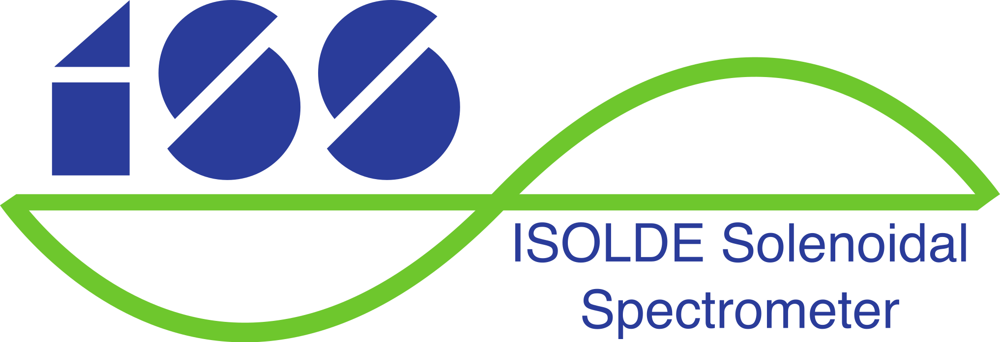 iss
ISOLDE Solenoidal
Spectrometer